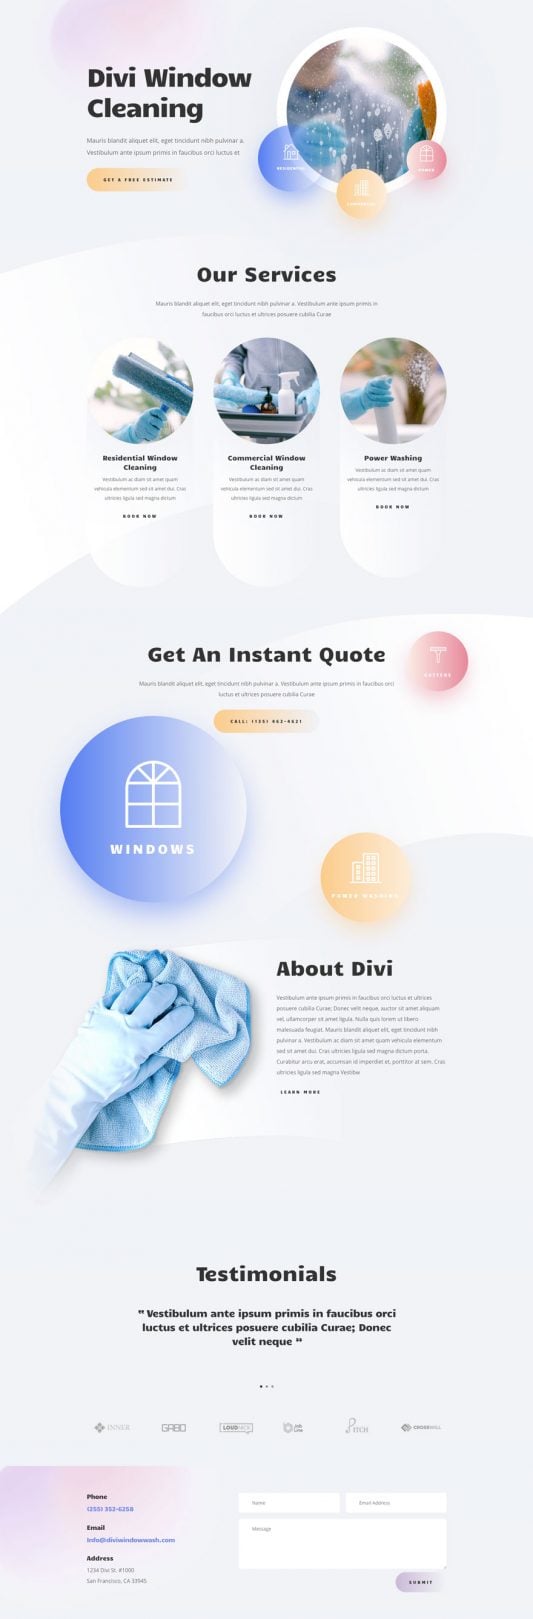 Divi Window
Cleaning
Mauris blandit aliquet elit, eget tincidunt nibh pulvinar a.
Vestibulum ante ipsum primis in faucibus orci luctus et
GET A FREE ESTIMATE
RESIDENTIAL
COMMERCIAL
POWER
Our Services
Mauris blandit aliquet elit, eget tincidunt nibh pulvinar a. Vestibulum ante ipsum primis in
faucibus orci luctus et ultrices posuere cubilia Curae
Residential Window
Cleaning
Vestibulum ac diam sit amet quam
vehicula elementum sed sit amet dui. Cras
ultricies ligula sed magna dictum
BOOK NOW
Commercial Window
Cleaning
Vestibulum ac diam sit amet quam
vehicula elementum sed sit amet dui. Cras
ultricies ligula sed magna dictum
BOOK NOW
Power Washing
Vestibulum ac diam sit amet quam
vehicula elementum sed sit amet dui. Cras
ultricies ligula sed magna dictum
BOOK NOW
Get An Instant Quote
Mauris blandit aliquet elit, eget tincidunt nibh pulvinar a. Vestibulum ante ipsum primis in faucibus orci
luctus et ultrices posuere cubilia Curae
CALL: (135) 462-4621
GUTTERS
WINDOWS
POWER WASHING
About Divi
Vestibulum ante ipsum primis in faucibus orci luctus et ultrices
posuere cubilia Curae; Donec velit neque, auctor sit amet aliquam
vel, ullamcorper sit amet ligula. Nulla quis lorem ut libero
malesuada feugiat. Mauris blandit aliquet elit, eget tincidunt nibh
pulvinar a. Vestibulum ac diam sit amet quam vehicula elementum
sed sit amet dui. Cras ultricies ligula sed magna dictum porta.
Curabitur arcu erat, accumsan id imperdiet et, porttitor at sem. Cras
ultricies ligula sed magna Vestibw
LEARN MORE
Testimonials
" Vestibulum ante ipsum primis in faucibus orci
luctus et ultrices posuere cubilia Curae; Donec
velit neque "
INNER
GABO
LOUDNICK
Job Line
PITCH
CROSSWILL
Phone
(255) 352-6258
Email
info@diviwindowwash.com
Address
1234 Divi St. #1000
San Francisco, CA 33945
Name
Email Address
Message
SUBMIT